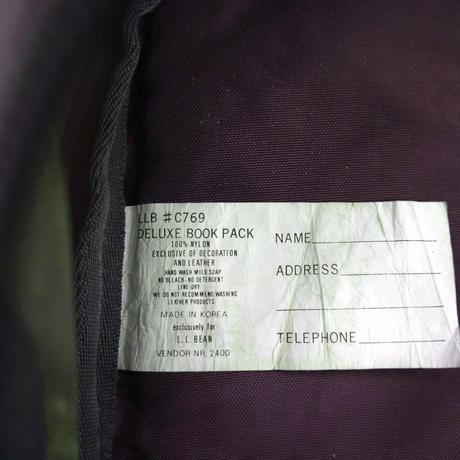 LLB #C769
DELUXE BOOK PACK
100% NYLON
EXCLUSIVE OF DECORATION
AND LEATHER
HAND WASH MILD SOAP
NO BLEACH-NO DETERGENT
LINE-DRY
WE DO NOT RECOMMEND WASHING
LEATHER PRODUCTS
MADE IN KOREA
exclusively for
L.L. BEAN
VENDOR NR. 2400
NAME
ADDRESS
TELEPHONE